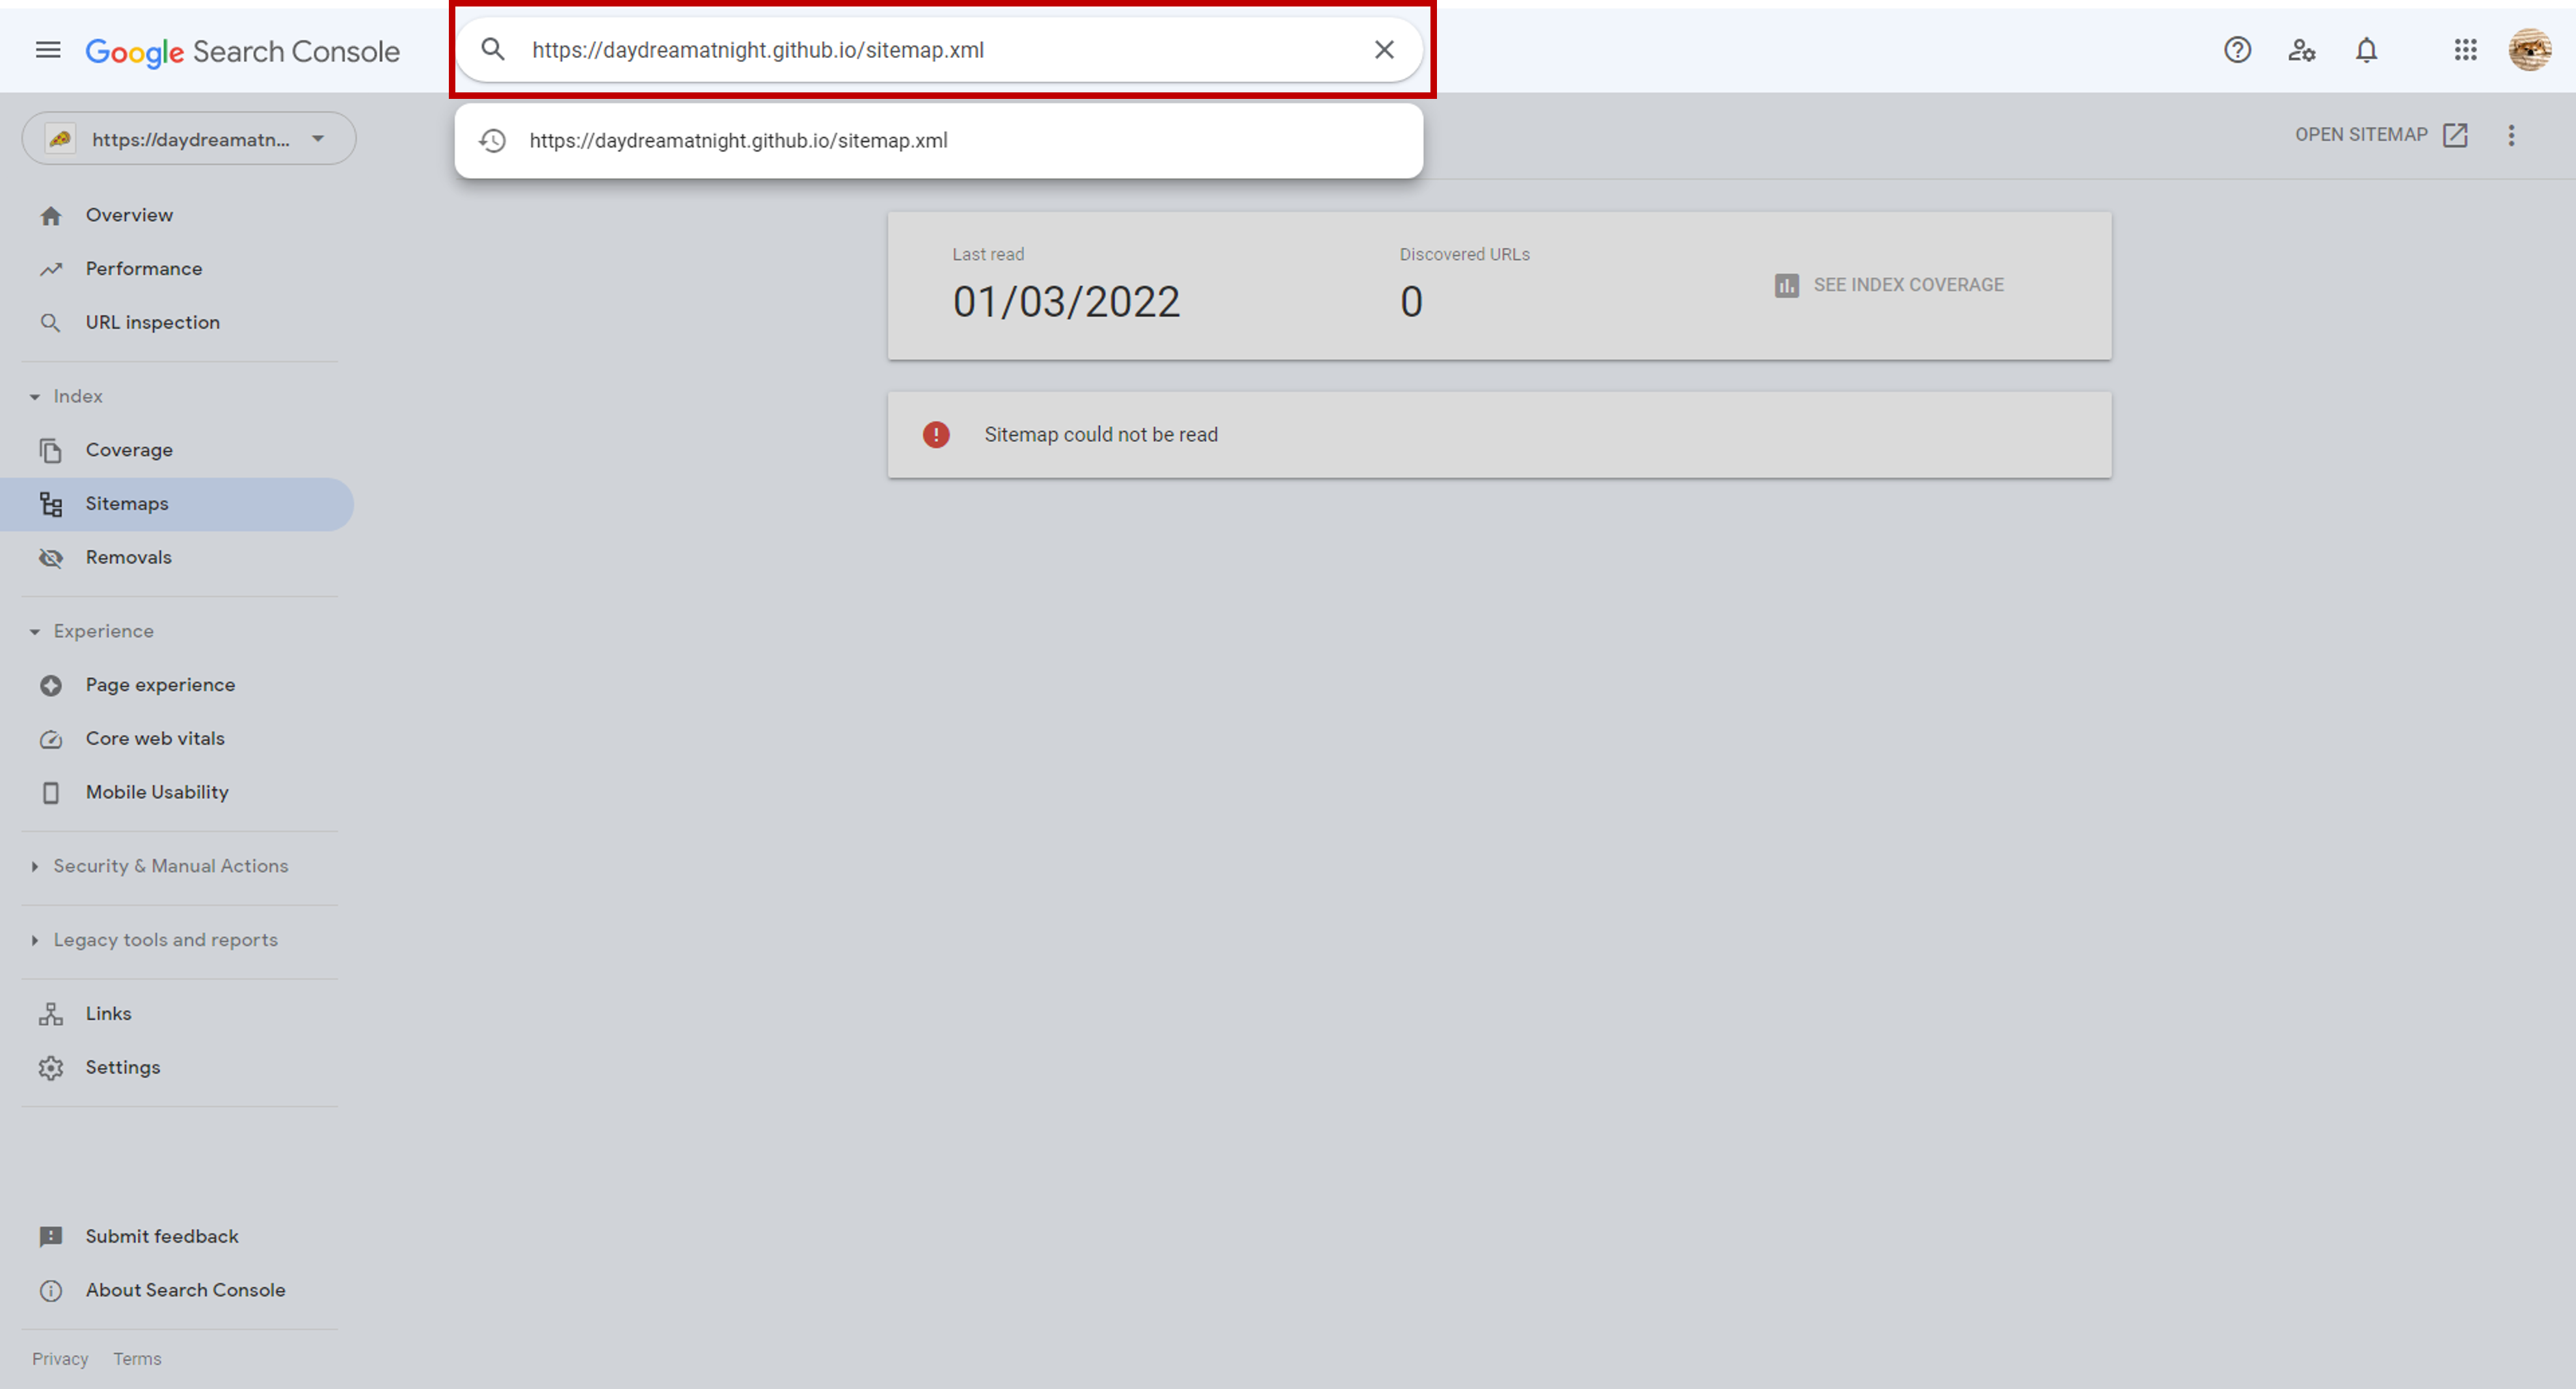 Google Search Console
https://daydreamatnight.github.io/sitemap.xml
https://daydreamatnight.github.io/sitemap.xml
https://daydreamatn...
OPEN SITEMAP
Overview
Performance
URL inspection
Index
Coverage
Sitemaps
Removals
Experience
Page experience
Core web vitals
Mobile Usability
Security & Manual Actions
Legacy tools and reports
Links
Settings
Submit feedback
About Search Console
Privacy Terms
Last read
01/03/2022
Discovered URLs
0
SEE INDEX COVERAGE
Sitemap could not be read